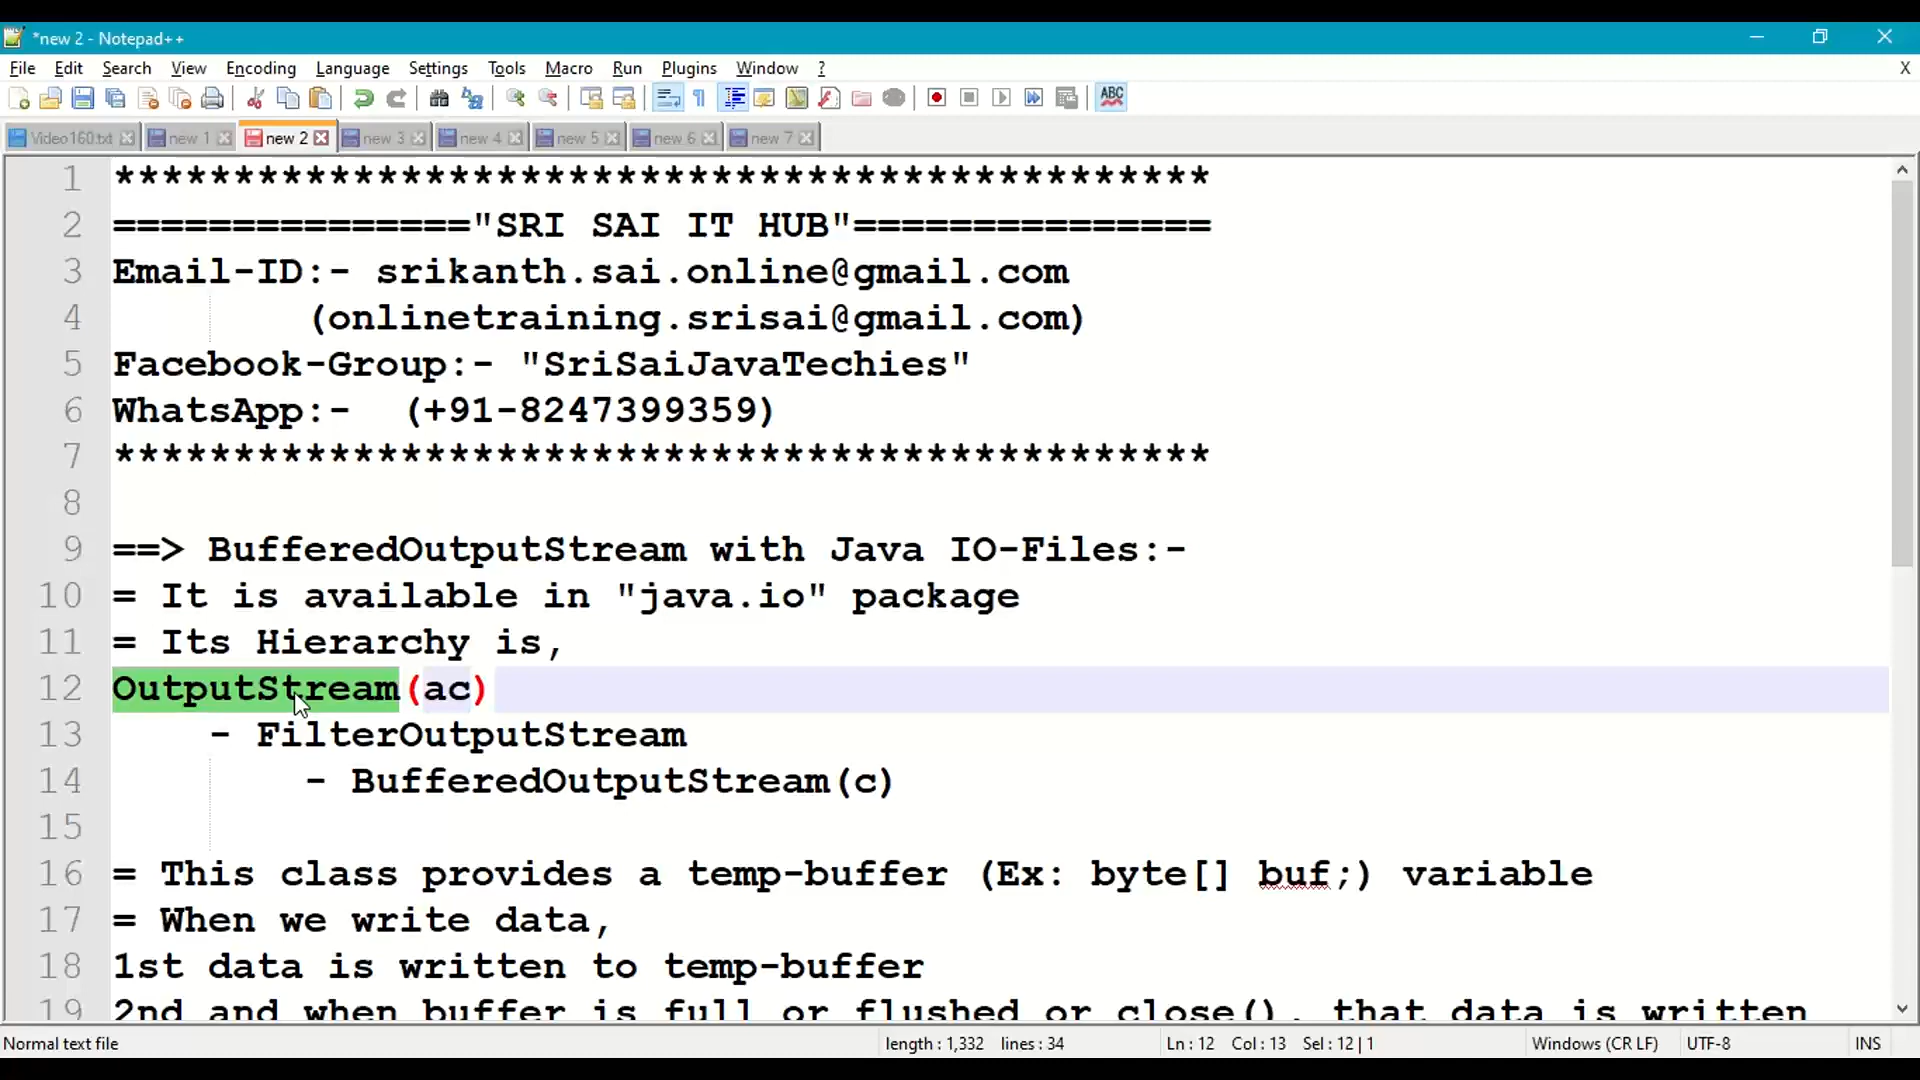 *new 2 - Notepad++
File Edit Search View Encoding Language Settings Tools Macro Run Plugins Window ? X
Video160.txt new 1 new 2 new 3 new 4 new 5 new 6 new 7
1 **********************************************
2 ==============="SRI SAI IT HUB"===============
3 Email-ID:- srikanth.sai.online@gmail.com
4 (onlinetraining.srisai@gmail.com)
5 Facebook-Group:- "SriSaiJavaTechies"
6 WhatsApp:- (+91-8247399359)
7 **********************************************
8
9 ==> BufferedOutputStream with Java IO-Files:-
10 = It is available in "java.io" package
11 = Its Hierarchy is,
12 OutputStream(ac)
13 - FilterOutputStream
14 - BufferedOutputStream(c)
15
16 = This class provides a temp-buffer (Ex: byte[] buf;) variable
17 = When we write data,
18 1st data is written to temp-buffer
19 2nd and when buffer is full or flushed or close(), that data is written
Normal text file length : 1,332 lines : 34 Ln : 12 Col : 13 Sel : 12 | 1 Windows (CR LF) UTF-8 INS